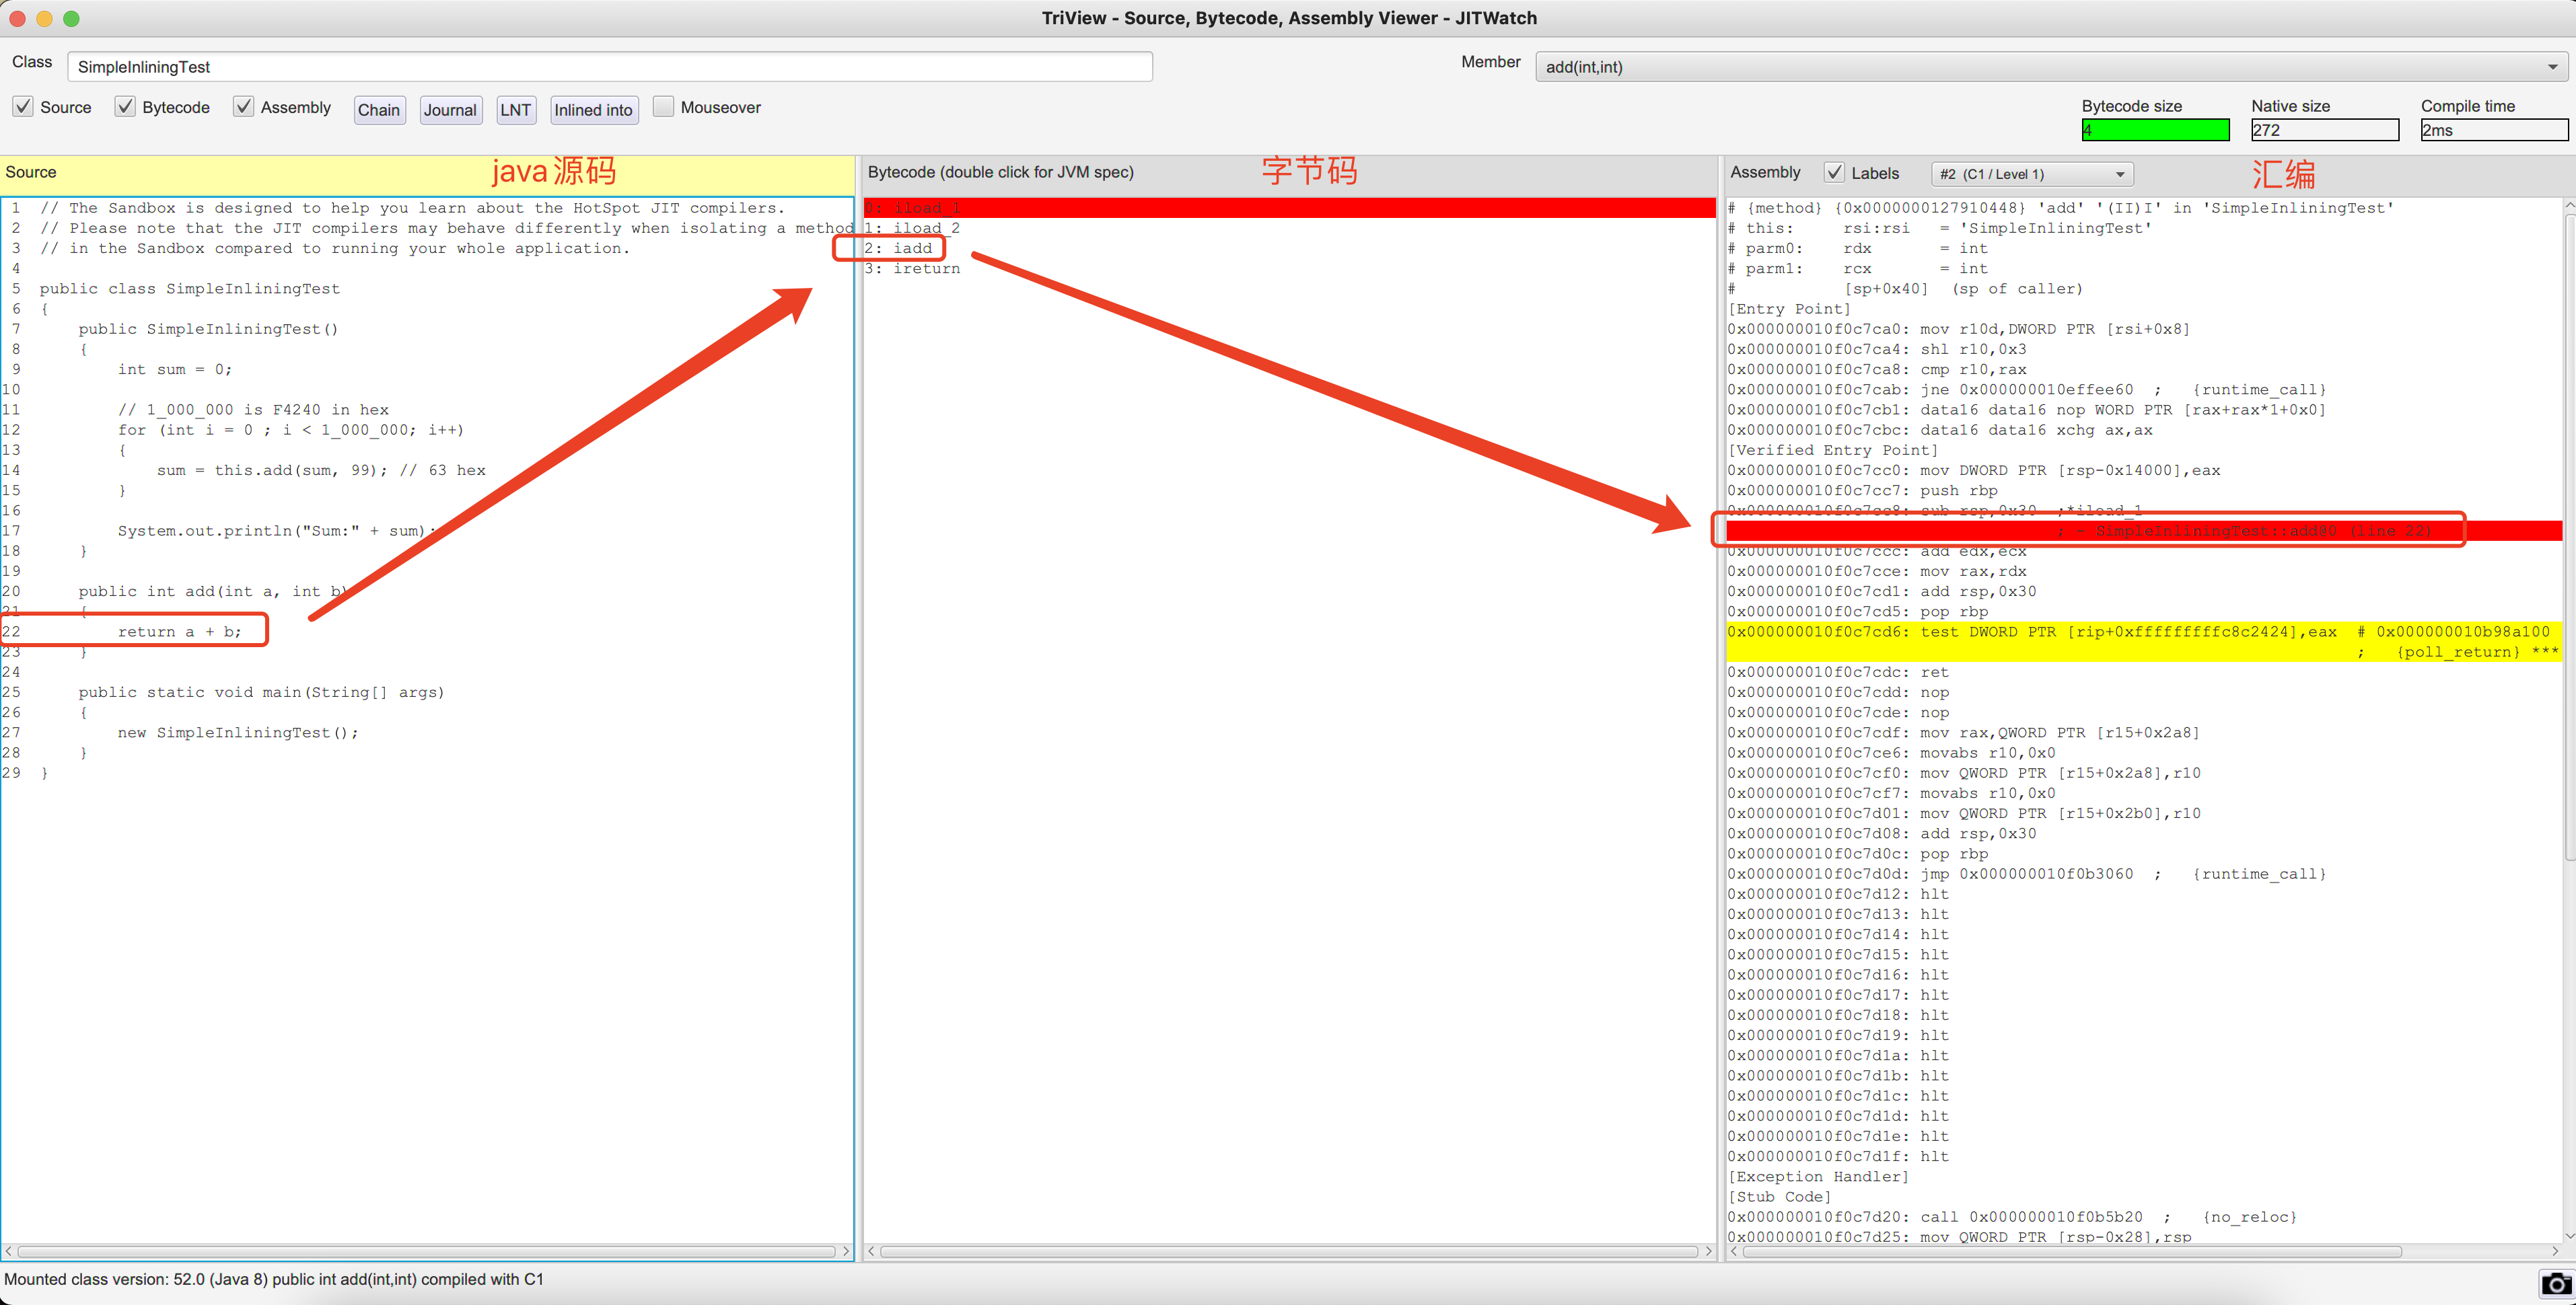 TriView - Source, Bytecode, Assembly Viewer - JITWatch
Class SimpleInliningTest Member add(int,int)
Source Bytecode Assembly Chain Journal LNT Inlined into Mouseover
Bytecode size Native size Compile time
4 272 2ms
Source java源码
1 // The Sandbox is designed to help you learn about the HotSpot JIT compilers.
2 // Please note that the JIT compilers may behave differently when isolating a method
3 // in the Sandbox compared to running your whole application.
4
5 public class SimpleInliningTest
6 {
7 public SimpleInliningTest()
8 {
9 int sum = 0;
10
11 // 1_000_000 is F4240 in hex
12 for (int i = 0 ; i < 1_000_000; i++)
13 {
14 sum = this.add(sum, 99); // 63 hex
15 }
16
17 System.out.println("Sum:" + sum);
18 }
19
20 public int add(int a, int b)
21 {
22 return a + b;
23 }
24
25 public static void main(String[] args)
26 {
27 new SimpleInliningTest();
28 }
29 }
Bytecode (double click for JVM spec) 字节码
0: iload_1
1: iload_2
2: iadd
3: ireturn
Assembly Labels #2 (C1 / Level 1) 汇编
# {method} {0x0000000127910448} 'add' '(II)I' in 'SimpleInliningTest'
# this: rsi:rsi = 'SimpleInliningTest'
# parm0: rdx = int
# parm1: rcx = int
# [sp+0x40] (sp of caller)
[Entry Point]
0x000000010f0c7ca0: mov r10d,DWORD PTR [rsi+0x8]
0x000000010f0c7ca4: shl r10,0x3
0x000000010f0c7ca8: cmp r10,rax
0x000000010f0c7cab: jne 0x000000010effee60 ; {runtime_call}
0x000000010f0c7cb1: data16 data16 nop WORD PTR [rax+rax*1+0x0]
0x000000010f0c7cbc: data16 data16 xchg ax,ax
[Verified Entry Point]
0x000000010f0c7cc0: mov DWORD PTR [rsp-0x14000],eax
0x000000010f0c7cc7: push rbp
0x000000010f0c7cc8: sub rsp,0x30 ;*iload_1
; - SimpleInliningTest::add@0 (line 22)
0x000000010f0c7ccc: add edx,ecx
0x000000010f0c7cce: mov rax,rdx
0x000000010f0c7cd1: add rsp,0x30
0x000000010f0c7cd5: pop rbp
0x000000010f0c7cd6: test DWORD PTR [rip+0xfffffffffc8c2424],eax # 0x000000010b98a100
; {poll_return} ***
0x000000010f0c7cdc: ret
0x000000010f0c7cdd: nop
0x000000010f0c7cde: nop
0x000000010f0c7cdf: mov rax,QWORD PTR [r15+0x2a8]
0x000000010f0c7ce6: movabs r10,0x0
0x000000010f0c7cf0: mov QWORD PTR [r15+0x2a8],r10
0x000000010f0c7cf7: movabs r10,0x0
0x000000010f0c7d01: mov QWORD PTR [r15+0x2b0],r10
0x000000010f0c7d08: add rsp,0x30
0x000000010f0c7d0c: pop rbp
0x000000010f0c7d0d: jmp 0x000000010f0b3060 ; {runtime_call}
0x000000010f0c7d12: hlt
0x000000010f0c7d13: hlt
0x000000010f0c7d14: hlt
0x000000010f0c7d15: hlt
0x000000010f0c7d16: hlt
0x000000010f0c7d17: hlt
0x000000010f0c7d18: hlt
0x000000010f0c7d19: hlt
0x000000010f0c7d1a: hlt
0x000000010f0c7d1b: hlt
0x000000010f0c7d1c: hlt
0x000000010f0c7d1d: hlt
0x000000010f0c7d1e: hlt
0x000000010f0c7d1f: hlt
[Exception Handler]
[Stub Code]
0x000000010f0c7d20: call 0x000000010f0b5b20 ; {no_reloc}
0x000000010f0c7d25: mov QWORD PTR [rsp-0x28],rsp
Mounted class version: 52.0 (Java 8) public int add(int,int) compiled with C1